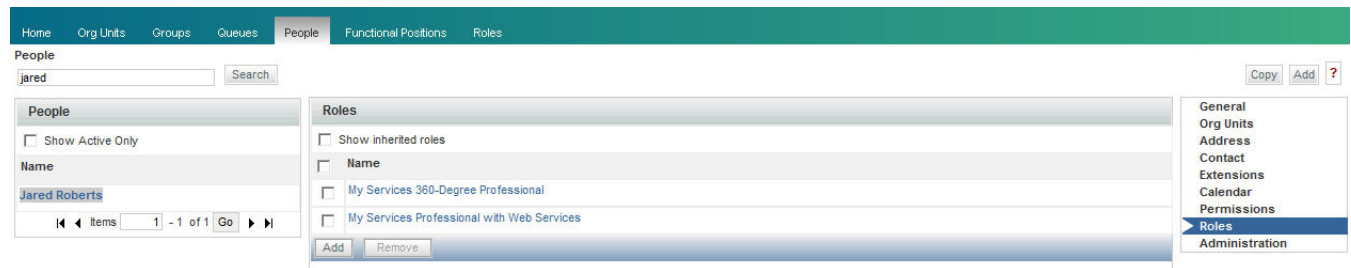 Home Org Units Groups Queues People Functional Positions Roles
People
jared Search Copy Add ?
People
Show Active Only
Name
Jared Roberts
Items 1 - 1 of 1 Go
Roles
Show inherited roles
Name
My Services 360-Degree Professional
My Services Professional with Web Services
Add Remove
General
Org Units
Address
Contact
Extensions
Calendar
Permissions
Roles
Administration